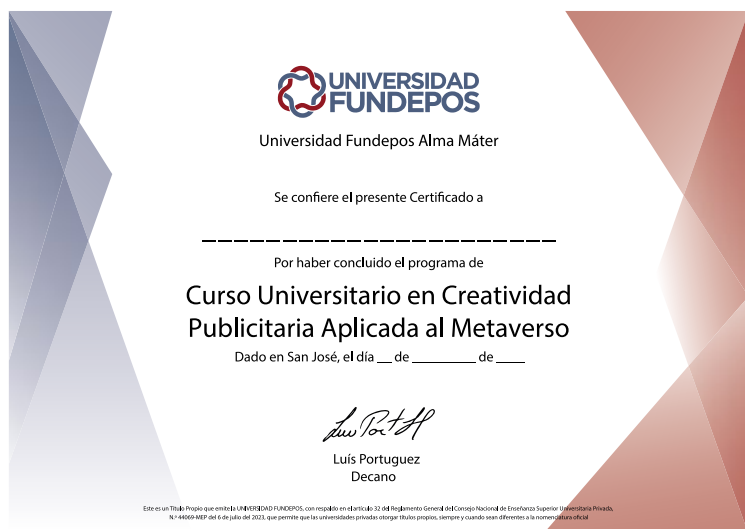 UNIVERSIDAD
FUNDEPOS
Universidad Fundepos Alma Máter
Se confiere el presente Certificado a
Por haber concluido el programa de
Curso Universitario en Creatividad
Publicitaria Aplicada al Metaverso
Dado en San José, el día __ de ________ de ____
Luís Portuguez
Decano
Este es un Título Propio que emite la UNIVERSIDAD FUNDEPOS, con respaldo en el artículo 32 del Reglamento General del Consejo Nacional de Enseñanza Superior Universitaria Privada,
N.º 44069-MEP del 6 de julio del 2023, que permite que las universidades privadas otorgar títulos propios, siempre y cuando sean diferentes a la nomenclatura oficial